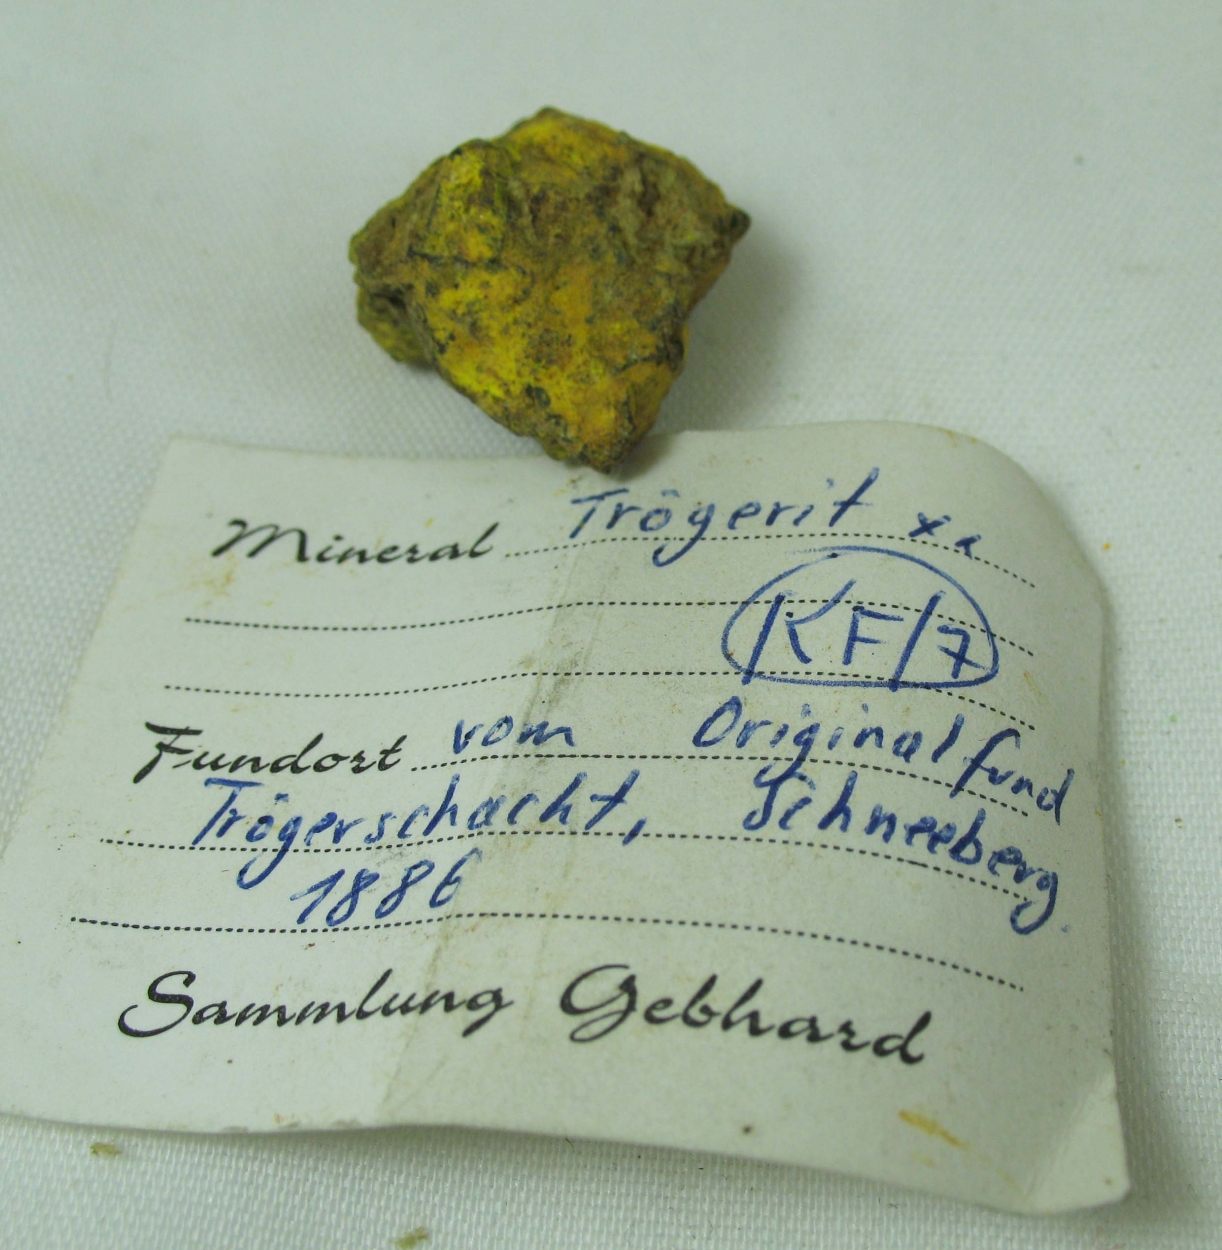 Mineral Trögerit xx
KF/7
Fundort vom Originalfund
Trögerschacht, Schneeberg.
1886
Sammlung Gebhard